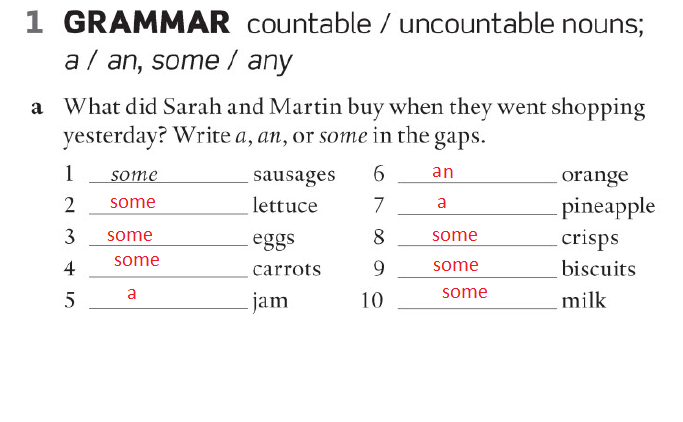 1 GRAMMAR countable / uncountable nouns;
a / an, some / any
a What did Sarah and Martin buy when they went shopping
yesterday? Write a, an, or some in the gaps.
1 some sausages 6 an orange
2 some lettuce 7 a pineapple
3 some eggs 8 some crisps
4 some carrots 9 some biscuits
5 a jam 10 some milk